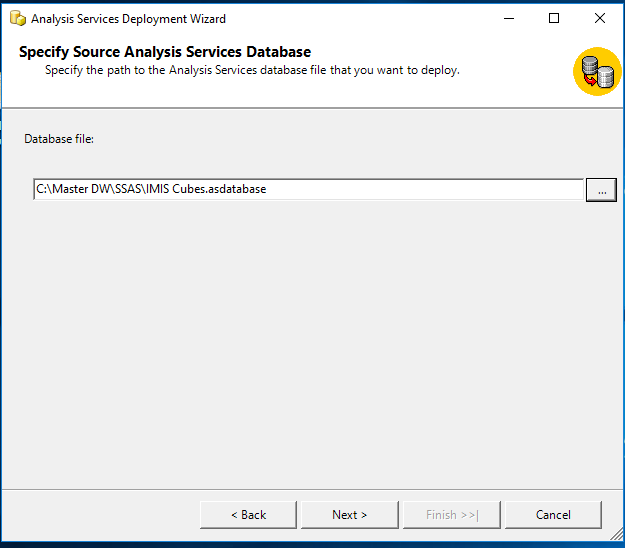 Analysis Services Deployment Wizard
Specify Source Analysis Services Database
Specify the path to the Analysis Services database file that you want to deploy.
Database file:
C:\Master DW\SSAS\IMIS Cubes.asdatabase
...
< Back
Next >
Finish >>|
Cancel